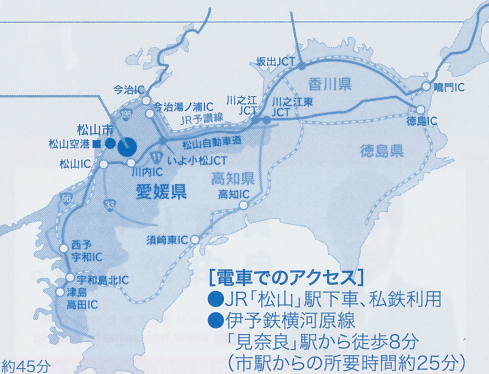 坂出JCT
香川県
鳴門IC
今治IC
今治湯ノ浦IC
川之江
JCT
川之江東
JCT
徳島IC
196
JR予讃線
松山市
松山空港
松山自動車道
徳島県
松山IC
川内IC
11
いよ小松JCT
愛媛県
高知県
高知IC
56
33
須崎東IC
西予
宇和IC
宇和島北IC
津島
高田IC
[電車でのアクセス]
●JR「松山」駅下車、私鉄利用
●伊予鉄横河原線
「見奈良」駅から徒歩8分
(市駅からの所要時間約25分)
約45分